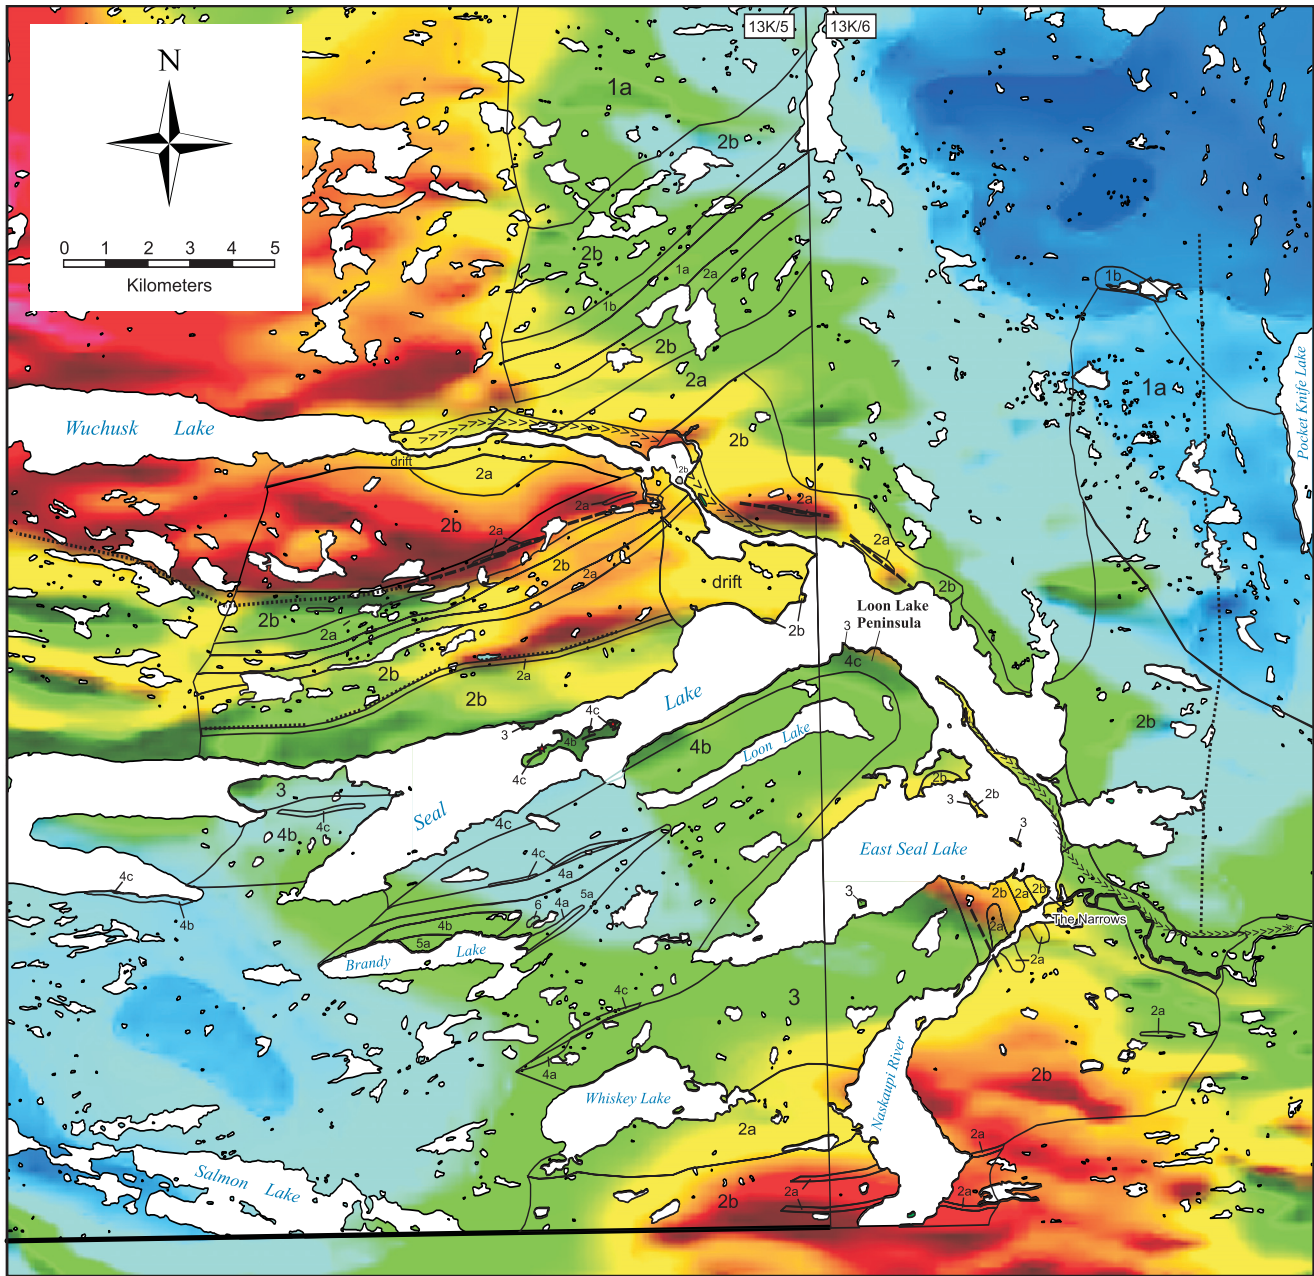 13K/5
13K/6
N
0 1 2 3 4 5
Kilometers
1a
2b
2b
1a
2a
1b
2b
2a
1b
1a
Pocket Knife Lake
Wuchusk Lake
drift
2a
2b
2b
2b
2a
2a
2a
2a
2b
2a
drift
2b
2b
2a
2b
Loon Lake
Peninsula
3
4c
2b
2b
2a
2b
Lake
4c
3
4b
4c
4b
Loon Lake
2b
3
4b
4c
Seal
4c
2b
3
2b
3
East Seal Lake
4c
4a
4c
4b
5a
6
4a
4b
5a
Brandy Lake
3
2b
2a
2b
2a
The Narrows
2a
4c
3
2a
4a
Whiskey Lake
Naskaupi River
2b
2a
2a
Salmon Lake
2b
2a
2a